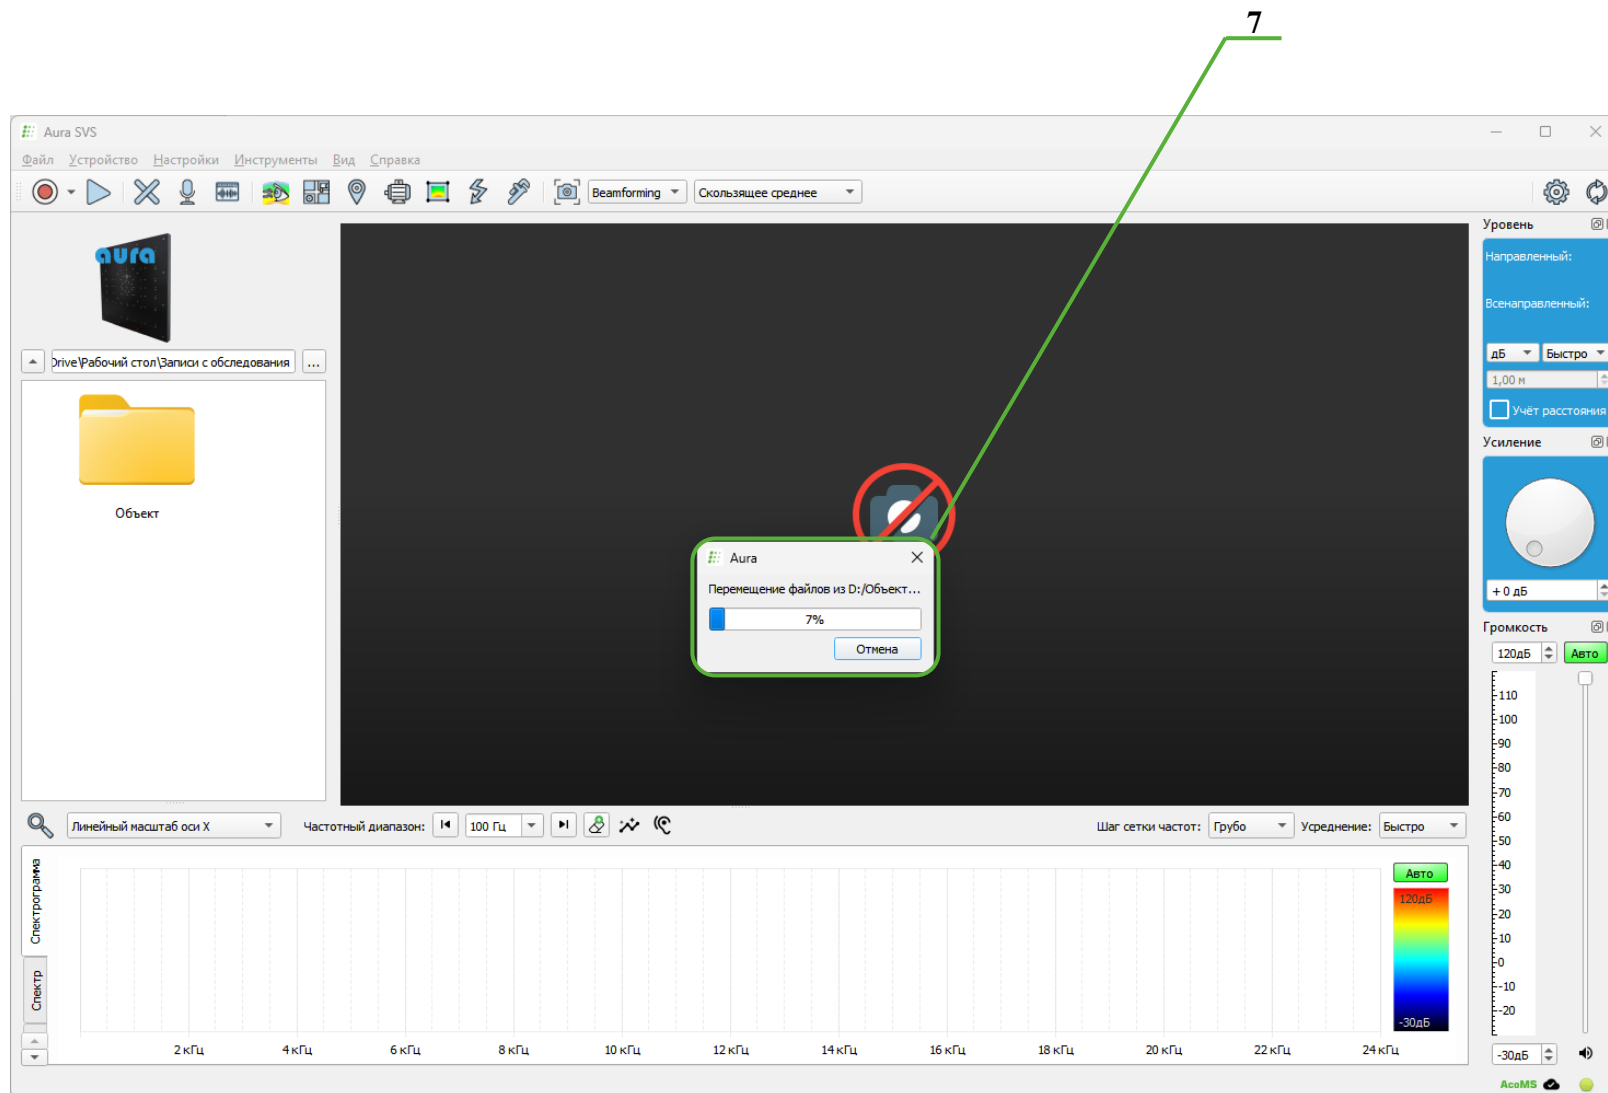 7
Aura SVS
Файл Устройство Настройки Инструменты Вид Справка
Beamforming Скользящее среднее
aura
Drive\Рабочий стол\Записи с обследования ...
Объект
Aura
Перемещение файлов из D:/Объект...
7%
Отмена
Уровень
Направленный:
Всенаправленный:
дБ Быстро
1,00 м
Учёт расстояния
Усиление
+ 0 дБ
Громкость
120дБ Авто
110
100
90
80
70
60
50
40
30
20
10
0
-10
-20
-30дБ
Линейный масштаб оси X Частотный диапазон: 100 Гц Шаг сетки частот: Грубо Усреднение: Быстро
Спектрограмма
Спектр
Авто
120дБ
-30дБ
2 кГц 4 кГц 6 кГц 8 кГц 10 кГц 12 кГц 14 кГц 16 кГц 18 кГц 20 кГц 22 кГц 24 кГц
AcoMS